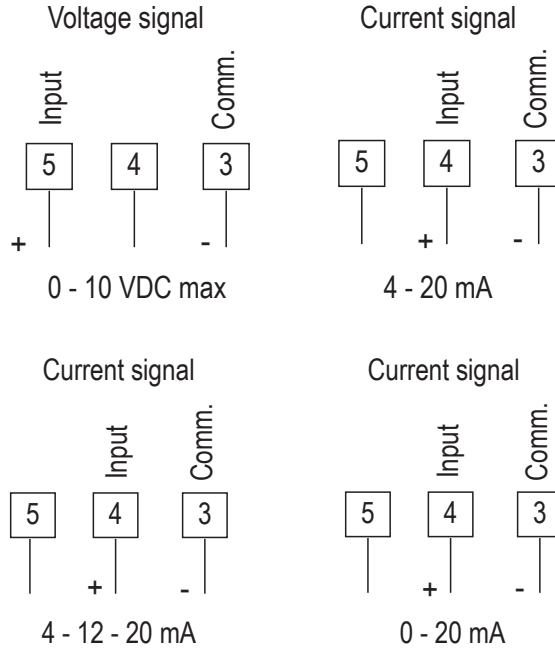 Voltage signal
Input
Comm.
5 4 3
+ -
0 - 10 VDC max
Current signal
Input
Comm.
5 4 3
+ -
4 - 20 mA
Current signal
Input
Comm.
5 4 3
+ -
4 - 12 - 20 mA
Current signal
Input
Comm.
5 4 3
+ -
0 - 20 mA